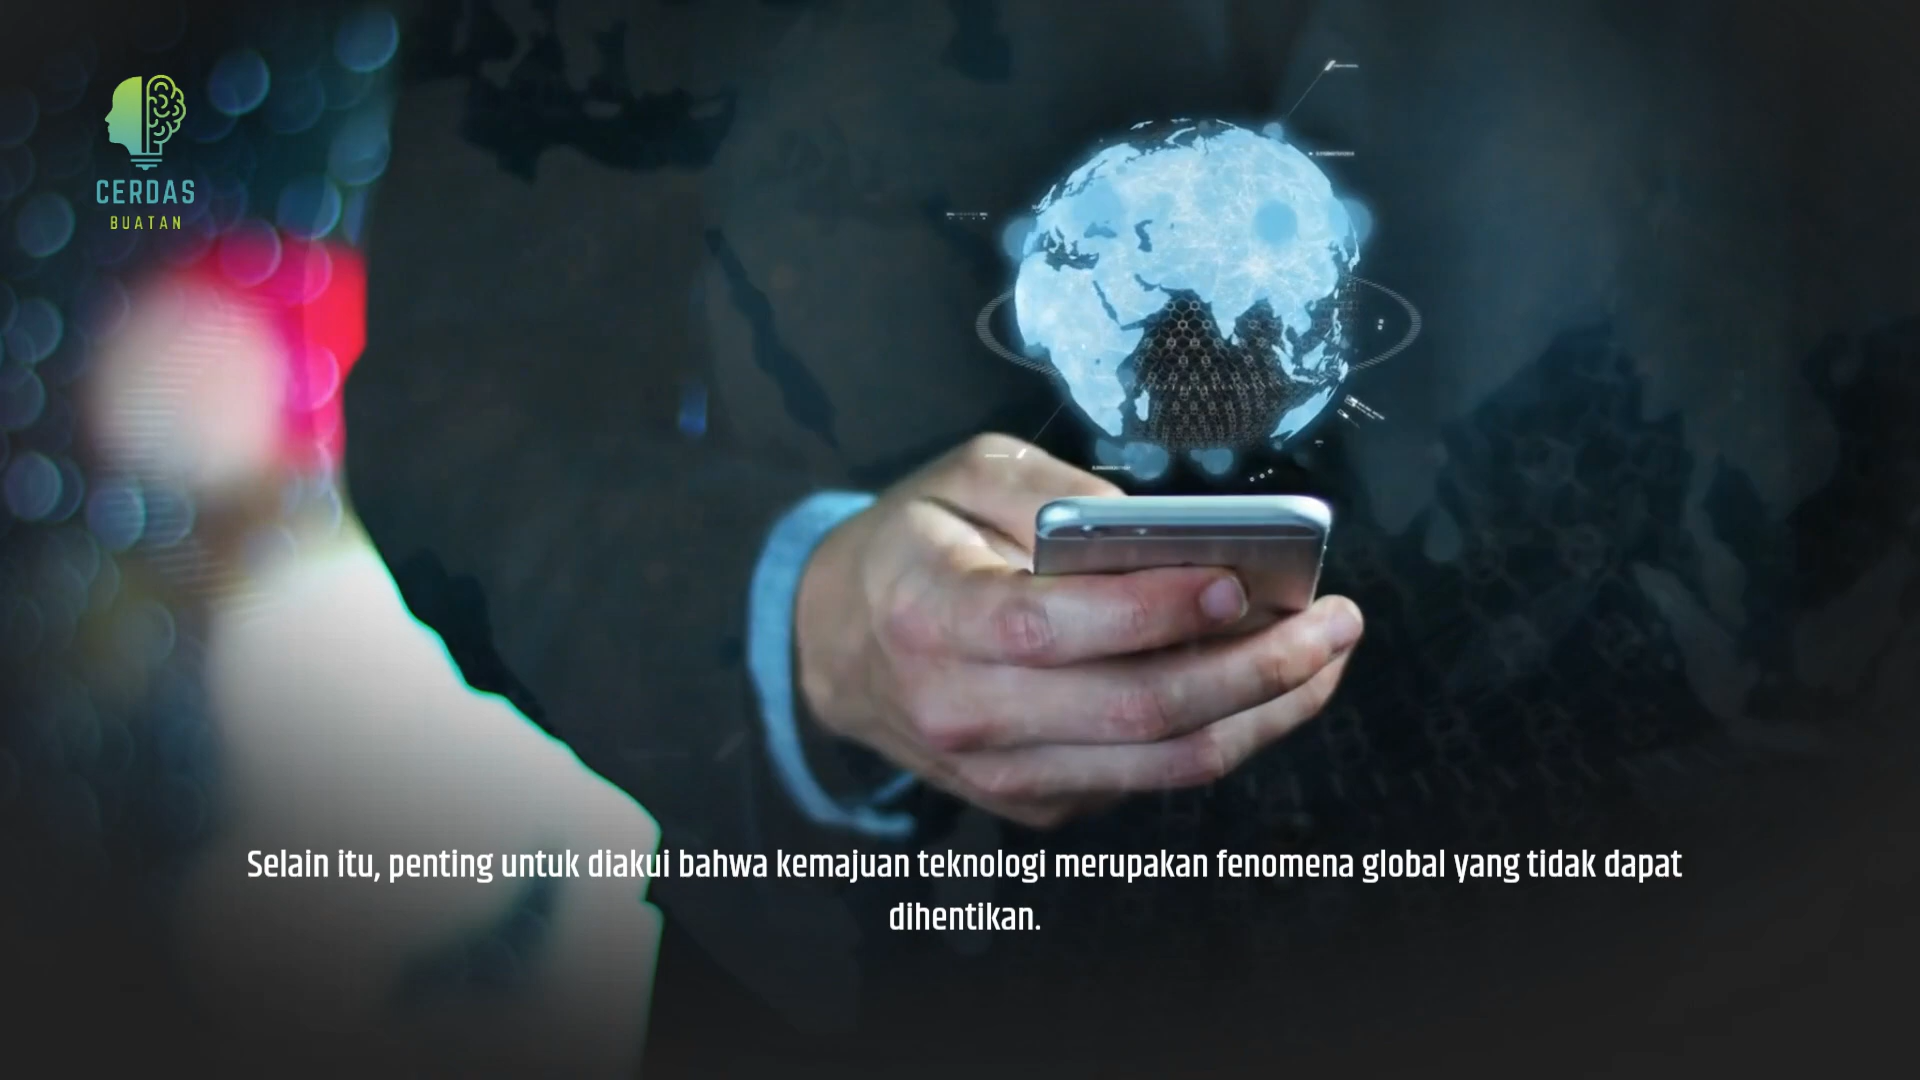 CERDAS
BUATAN
Selain itu, penting untuk diakui bahwa kemajuan teknologi merupakan fenomena global yang tidak dapat
dihentikan.